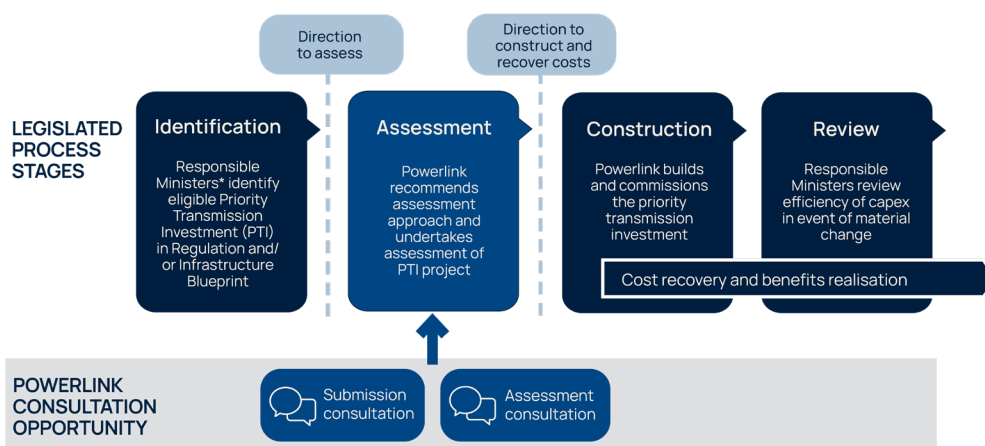 Direction
to assess
Direction to
construct and
recover costs
LEGISLATED
PROCESS
STAGES
Identification
Responsible
Ministers* identify
eligible Priority
Transmission
Investment (PTI)
in Regulation and/
or Infrastructure
Blueprint
Assessment
Powerlink
recommends
assessment
approach and
undertakes
assessment of
PTI project
Construction
Powerlink builds
and commissions
the priority
transmission
investment
Review
Responsible
Ministers review
efficiency of capex
in event of material
change
Cost recovery and benefits realisation
POWERLINK
CONSULTATION
OPPORTUNITY
Submission
consultation
Assessment
consultation